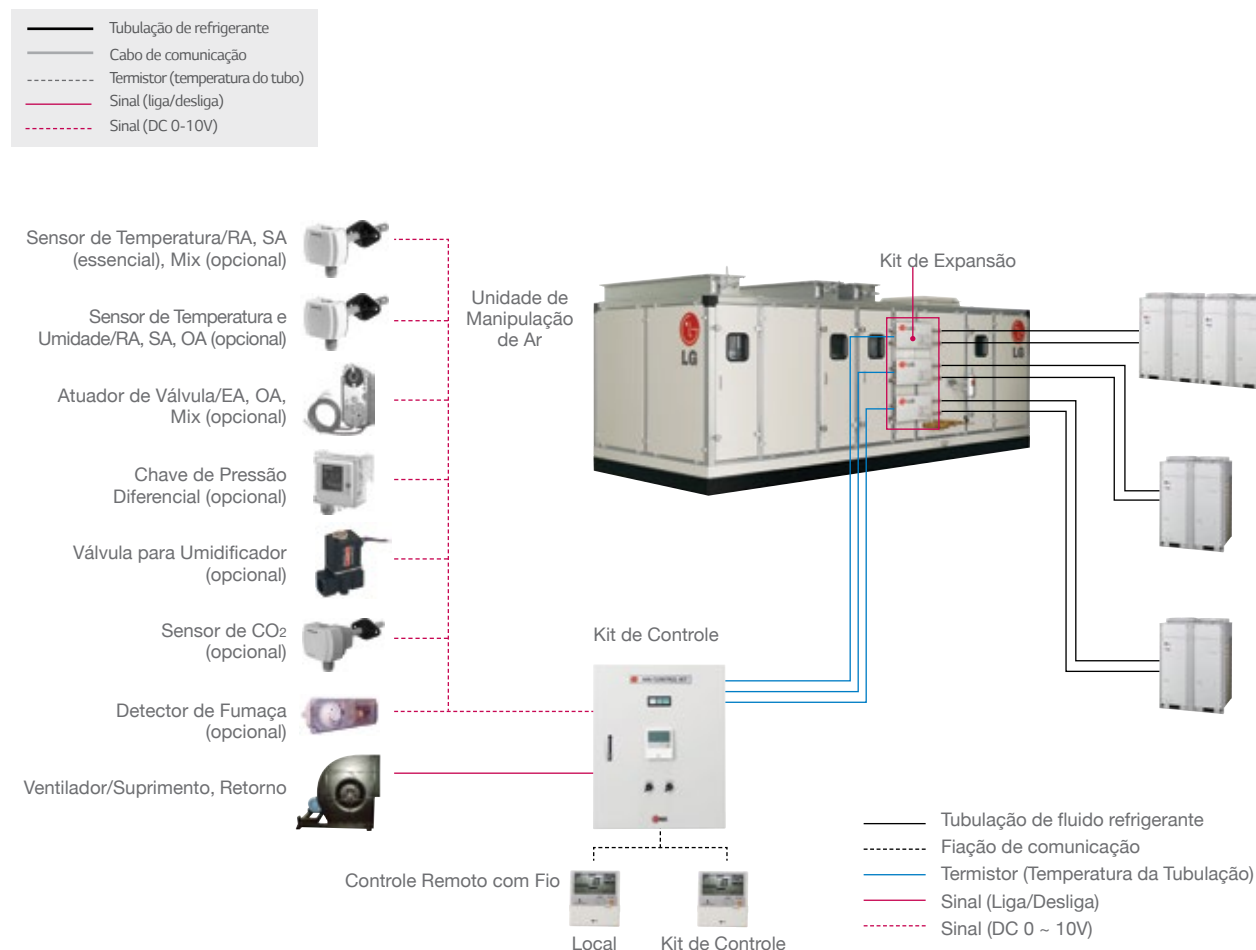 Tubulação de refrigerante
Cabo de comunicação
Termistor (temperatura do tubo)
Sinal (liga/desliga)
Sinal (DC 0-10V)
Sensor de Temperatura/RA, SA
(essencial), Mix (opcional)
Sensor de Temperatura e
Umidade/RA, SA, OA (opcional)
Atuador de Válvula/EA, OA,
Mix (opcional)
Chave de Pressão
Diferencial (opcional)
Válvula para Umidificador
(opcional)
Sensor de CO2
(opcional)
Detector de Fumaça
(opcional)
Ventilador/Suprimento, Retorno
Unidade de
Manipulação
de Ar
Kit de Expansão
LG
LG
Kit de Controle
Controle Remoto com Fio
Local
Kit de Controle
Tubulação de fluido refrigerante
Fiação de comunicação
Termistor (Temperatura da Tubulação)
Sinal (Liga/Desliga)
Sinal (DC 0 ~ 10V)